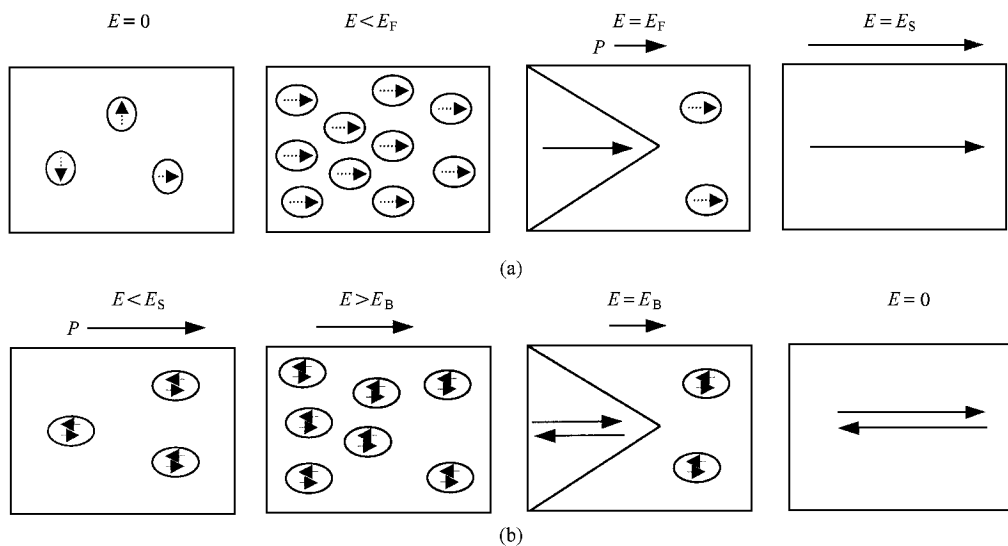 E = 0 E < E_F E = E_F E = E_S
P
(a)
E < E_S E > E_B E = E_B E = 0
P
(b)